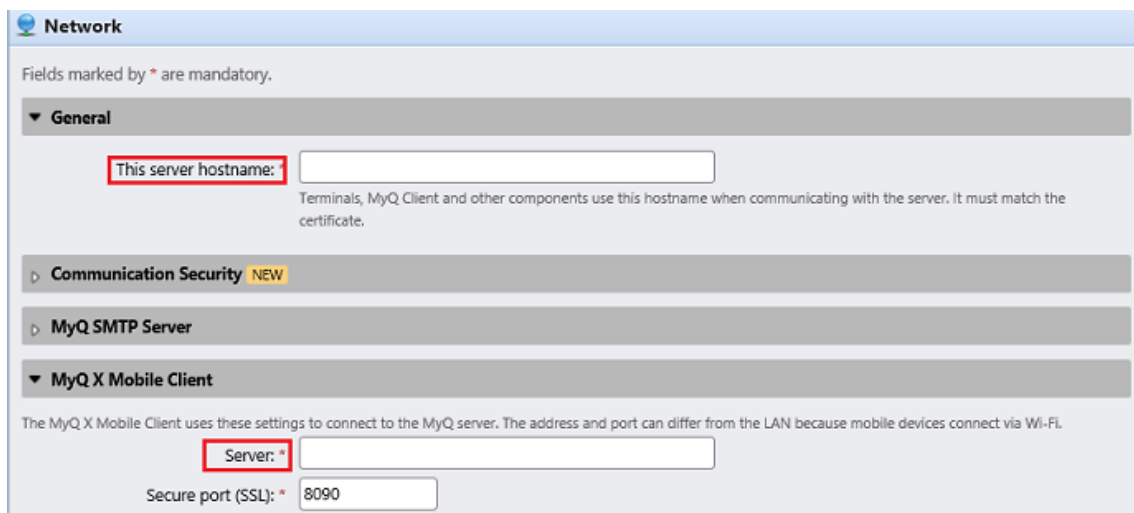 Network
Fields marked by * are mandatory.
General
This server hostname: *
Terminals, MyQ Client and other components use this hostname when communicating with the server. It must match the
certificate.
Communication Security NEW
MyQ SMTP Server
MyQ X Mobile Client
The MyQ X Mobile Client uses these settings to connect to the MyQ server. The address and port can differ from the LAN because mobile devices connect via Wi-Fi.
Server: *
Secure port (SSL): * 8090